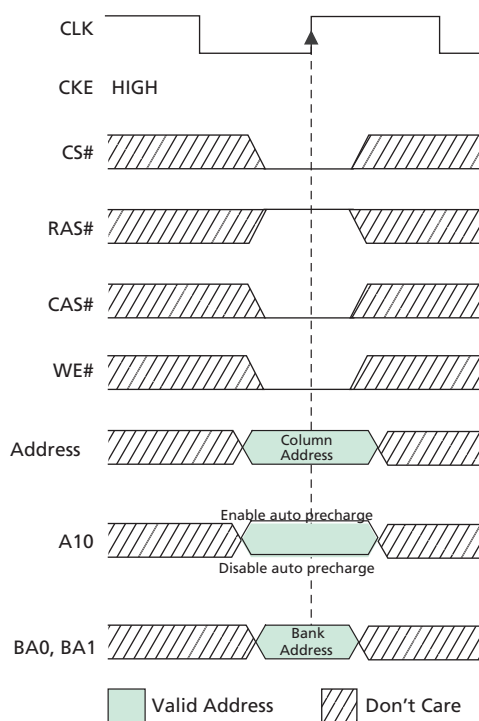 CLK
CKE HIGH
CS#
RAS#
CAS#
WE#
Address
Column
Address
Enable auto precharge
A10
Disable auto precharge
BA0, BA1
Bank
Address
Valid Address
Don't Care